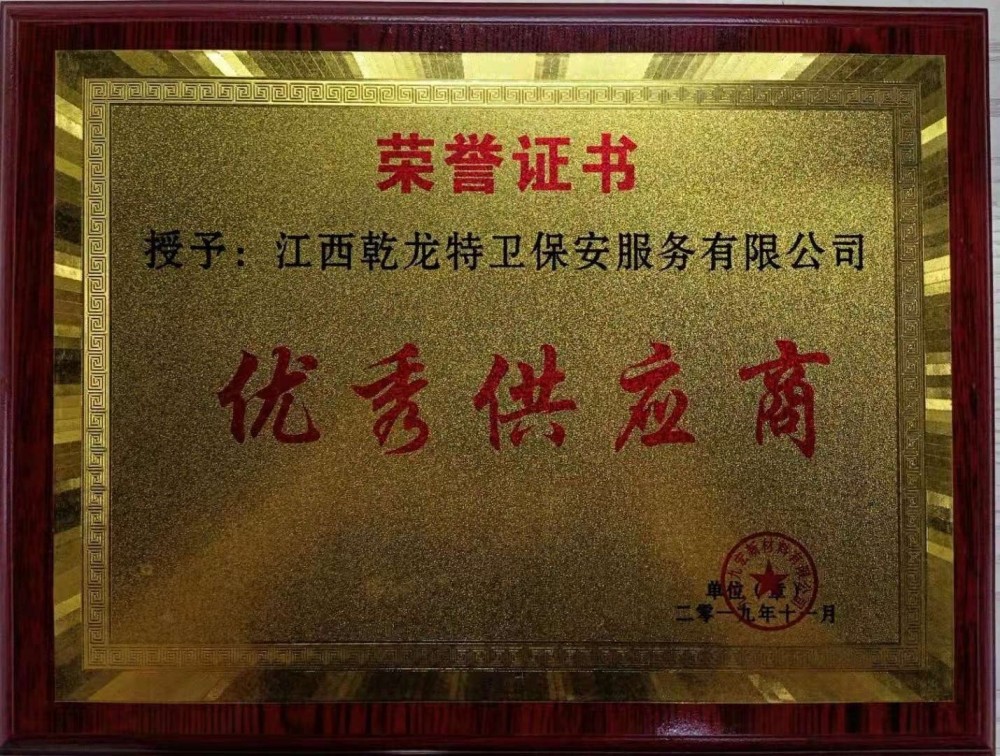 荣誉证书
授予：江西乾龙特卫保安服务有限公司
优秀供应商
单位（章）
二零一九年十一月